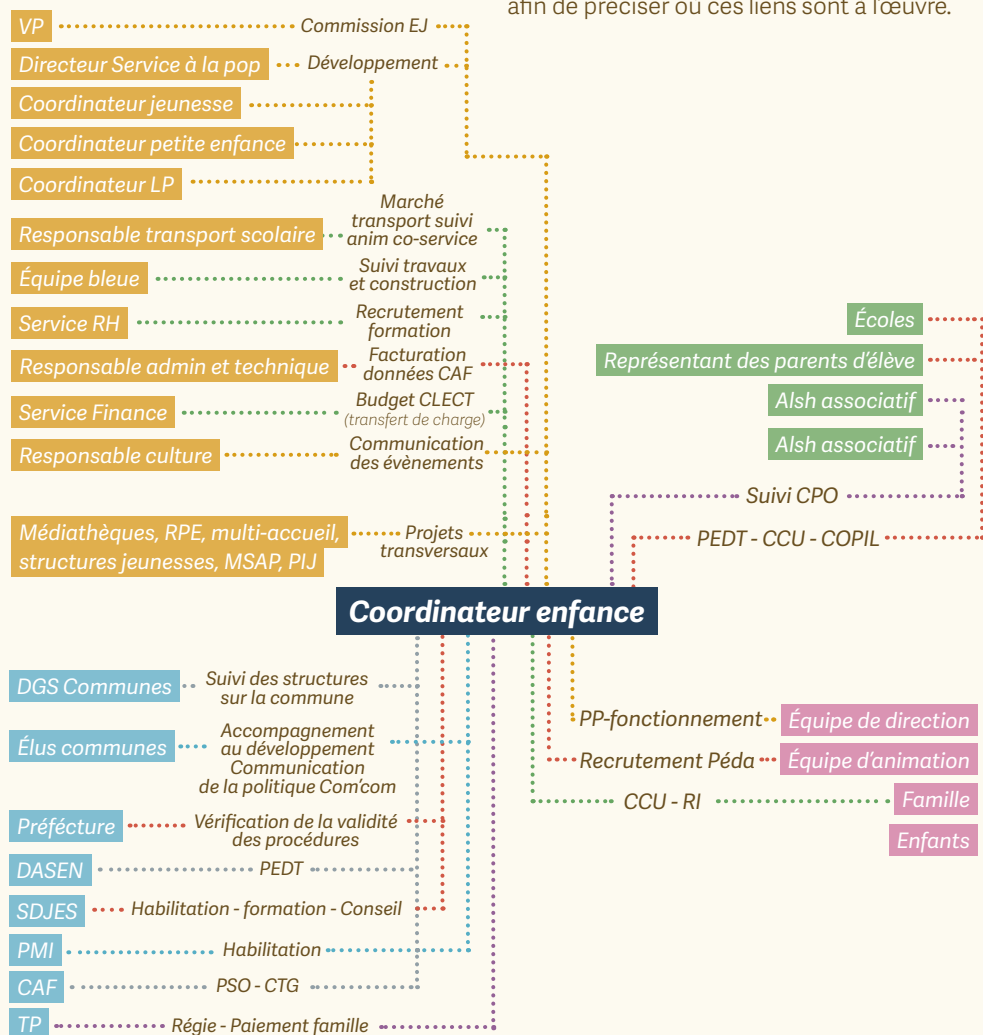 afin de préciser où ces liens sont à l'œuvre.
VP
Commission EJ
Directeur Service à la pop
Développement
Coordinateur jeunesse
Coordinateur petite enfance
Coordinateur LP
Responsable transport scolaire
Marché
transport suivi
anim co-service
Équipe bleue
Suivi travaux
et construction
Service RH
Recrutement
formation
Responsable admin et technique
Facturation
données CAF
Service Finance
Budget CLECT
(transfert de charge)
Responsable culture
Communication
des évènements
Médiathèques, RPE, multi-accueil,
structures jeunesses, MSAP, PIJ
Projets
transversaux
Écoles
Représentant des parents d'élève
Alsh associatif
Alsh associatif
Suivi CPO
PEDT - CCU - COPIL
Coordinateur enfance
DGS Communes
Suivi des structures
sur la commune
Élus communes
Accompagnement
au développement
Communication
de la politique Com'com
Préfécture
Vérification de la validité
des procédures
DASEN
PEDT
SDJES
Habilitation - formation - Conseil
PMI
Habilitation
CAF
PSO - CTG
TP
Régie - Paiement famille
PP-fonctionnement
Équipe de direction
Recrutement Péda
Équipe d'animation
CCU - RI
Famille
Enfants